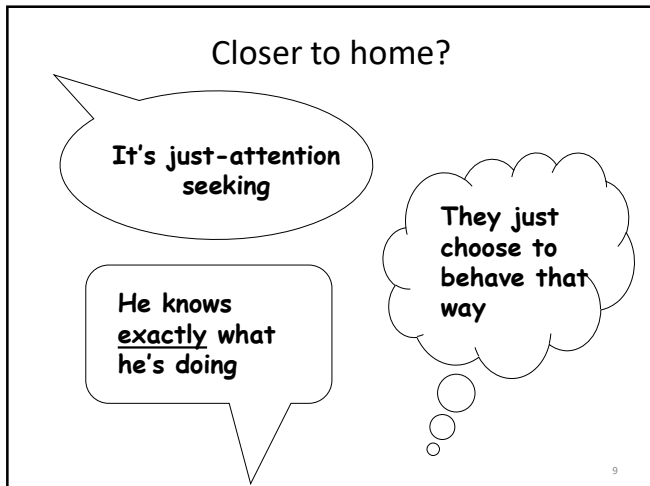 Closer to home?
It's just-attention
seeking
They just
choose to
behave that
way
He knows
exactly what
he's doing
9